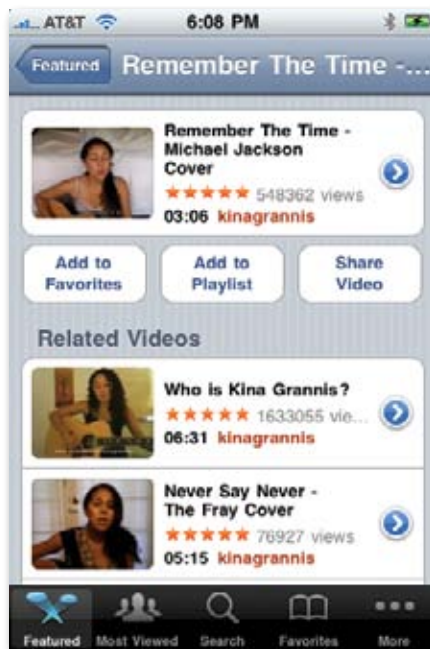 AT&T 6:08 PM
Featured Remember The Time -...
Remember The Time -
Michael Jackson
Cover
548362 views
03:06 kinagrannis
Add to
Favorites
Add to
Playlist
Share
Video
Related Videos
Who is Kina Grannis?
1633055 vie...
06:31 kinagrannis
Never Say Never -
The Fray Cover
76927 views
05:15 kinagrannis
Featured Most Viewed Search Favorites More